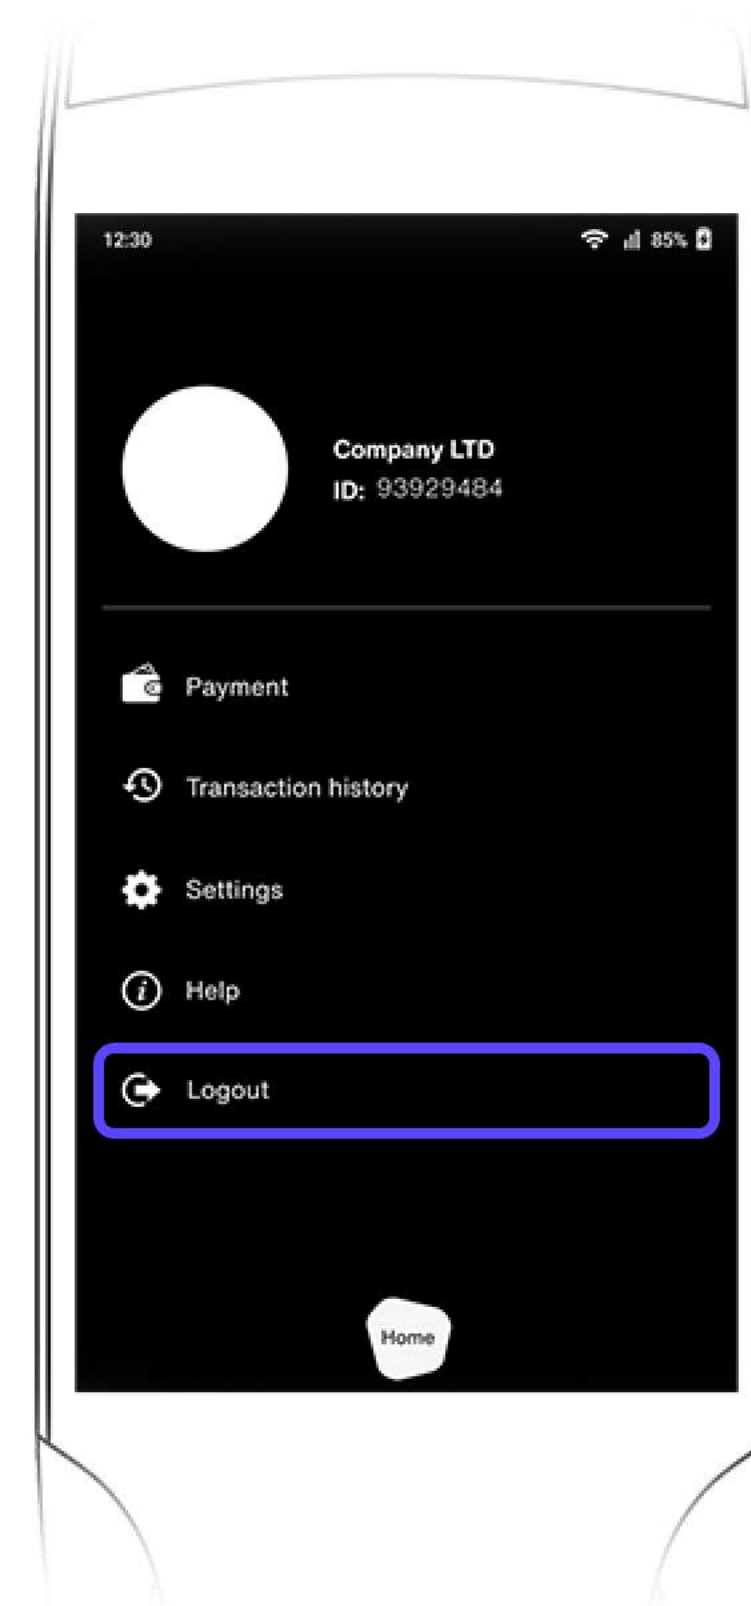 12:30 85%
Company LTD
ID: 93929484
Payment
Transaction history
Settings
Help
Logout
Home